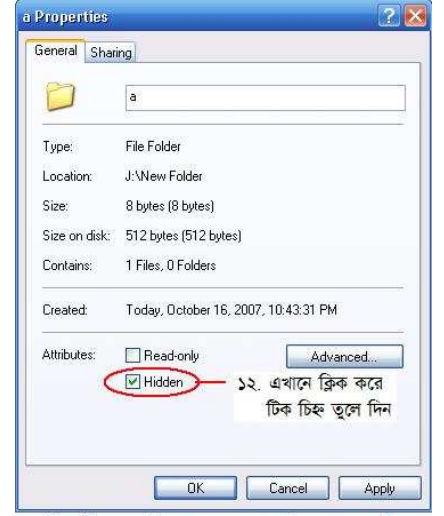 a Properties
General Sharing
a
Type: File Folder
Location: J:\New Folder
Size: 8 bytes (8 bytes)
Size on disk: 512 bytes (512 bytes)
Contains: 1 Files, 0 Folders
Created: Today, October 16, 2007, 10:43:31 PM
Attributes: Read-only Advanced...
Hidden ১২. এখানে ক্লিক করে
টিক চিহ্ন তুলে দিন
OK Cancel Apply